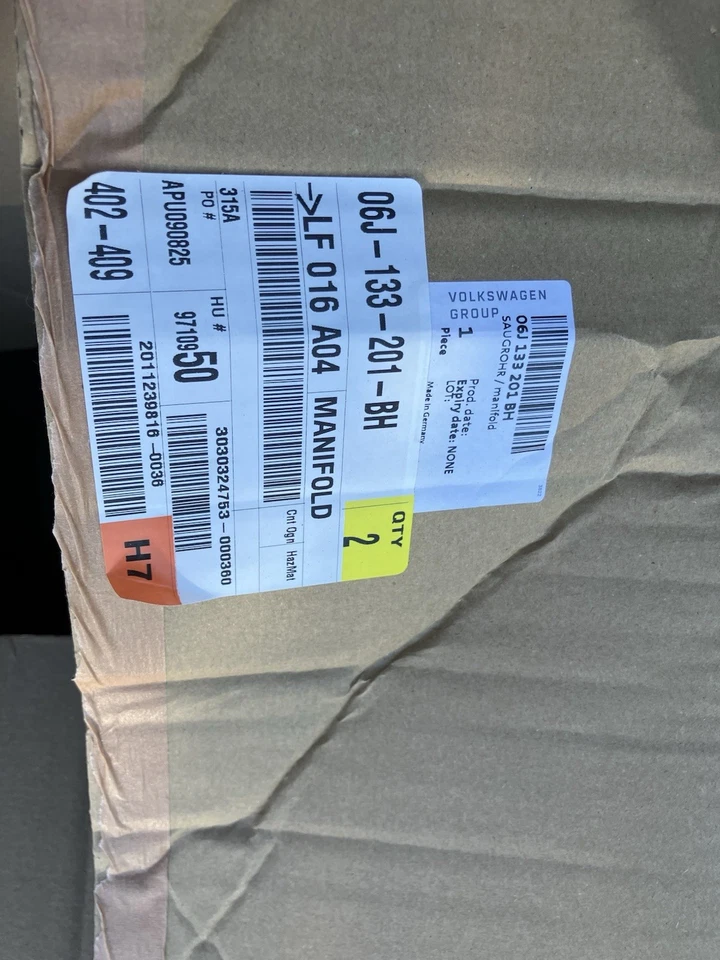 VOLKSWAGEN
GROUP
06J 133 201 BH
SAUGROHR / manifold
1
Piece
Prod. date:
Expiry date: NONE
LOT:
Made in Germany
06J-133-201-BH
QTY
2
->LF 016 A04 MANIFOLD
Cnt Ogn HazMat
315A
PO #
APU090825
HU #
9710950
3030324753-000360
402-409
2011239816-0036
H7